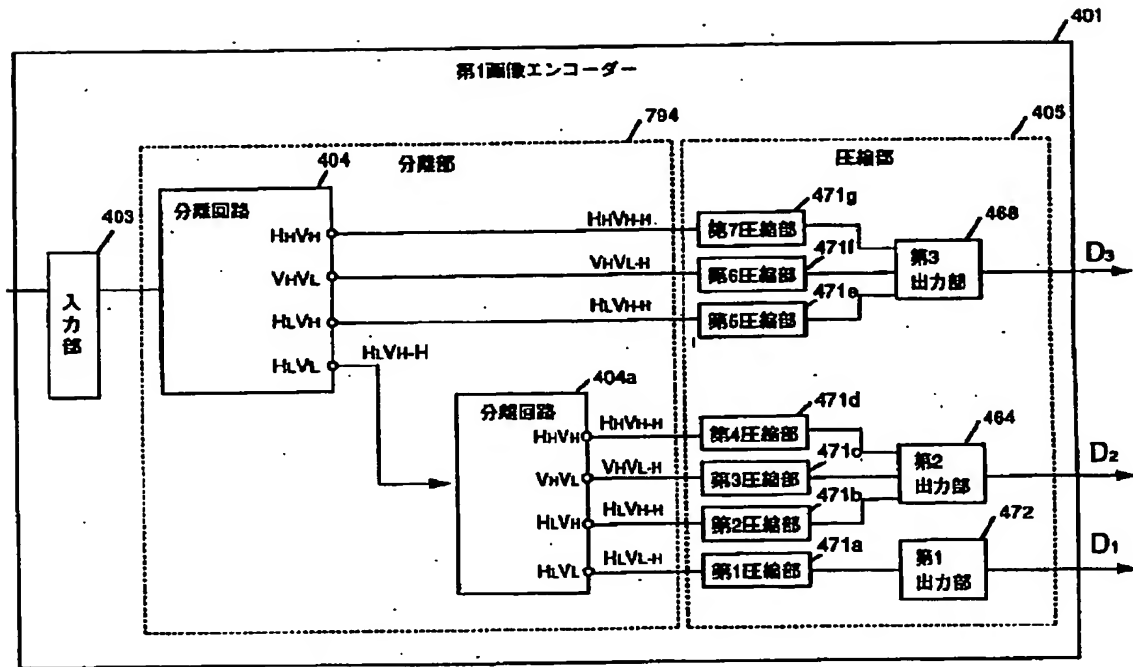 401
第1画像エンコーダー
794
405
分離部
圧縮部
404
403
分離回路
入力部
HHVH
VHVL
HLVH
HLVL
HHVH-H
VHVL-H
HLVH-H
HLVH-H
471g
第7圧縮部
471f
第6圧縮部
471e
第5圧縮部
468
第3
出力部
D3
404a
分離回路
HHVH
VHVL
HLVH
HLVL
HHVH-H
VHVL-H
HLVH-H
HLVL-H
471d
第4圧縮部
471c
第3圧縮部
471b
第2圧縮部
471a
第1圧縮部
464
第2
出力部
D2
472
第1
出力部
D1